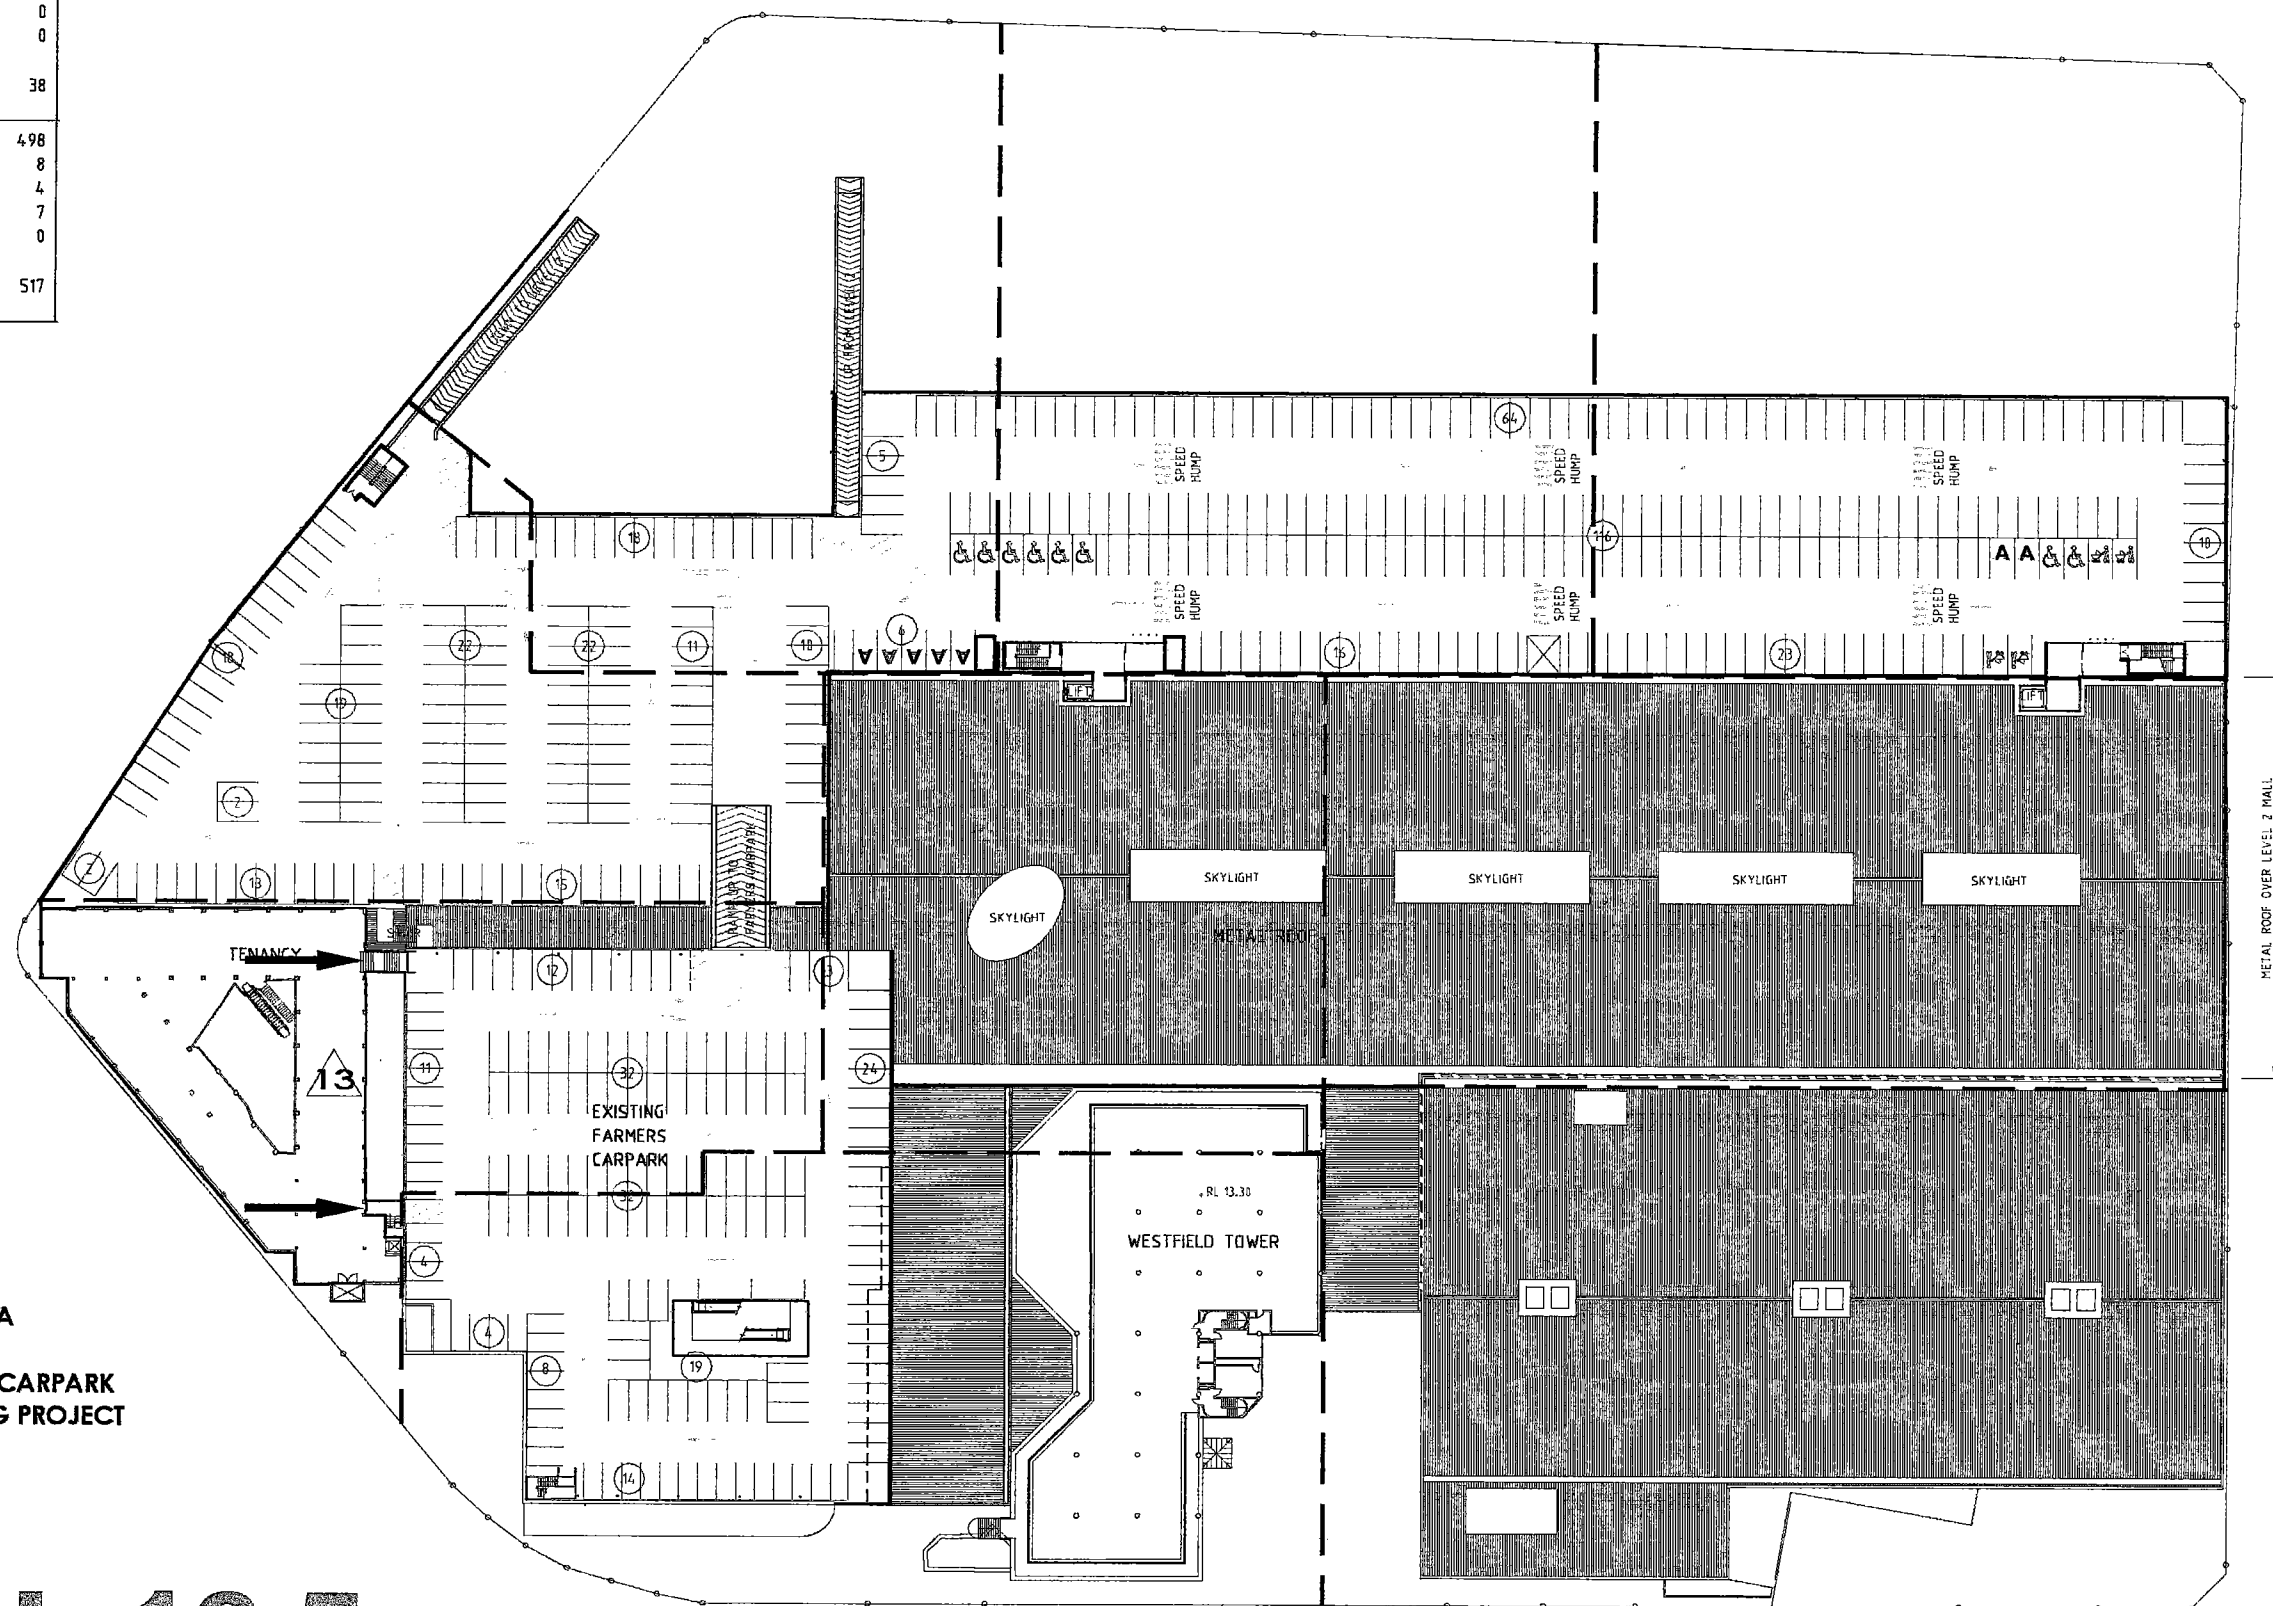 0
0
38
498
8
4
7
0
517
64
5
SPEED
HUMP
SPEED
HUMP
SPEED
HUMP
18
10
A A
SPEED
HUMP
SPEED
HUMP
SPEED
HUMP
22
22
11
10
6
16
23
18
19
LIFT
LIFT
2
2
13
15
SKYLIGHT
SKYLIGHT
SKYLIGHT
SKYLIGHT
SKYLIGHT
METAL ROOF
METAL ROOF OVER LEVEL 2 MALL
TENANCY
12
3
11
32
24
13
EXISTING
FARMERS
CARPARK
32
RL 13.30
WESTFIELD TOWER
4
4
8
19
14
A
CARPARK
G PROJECT